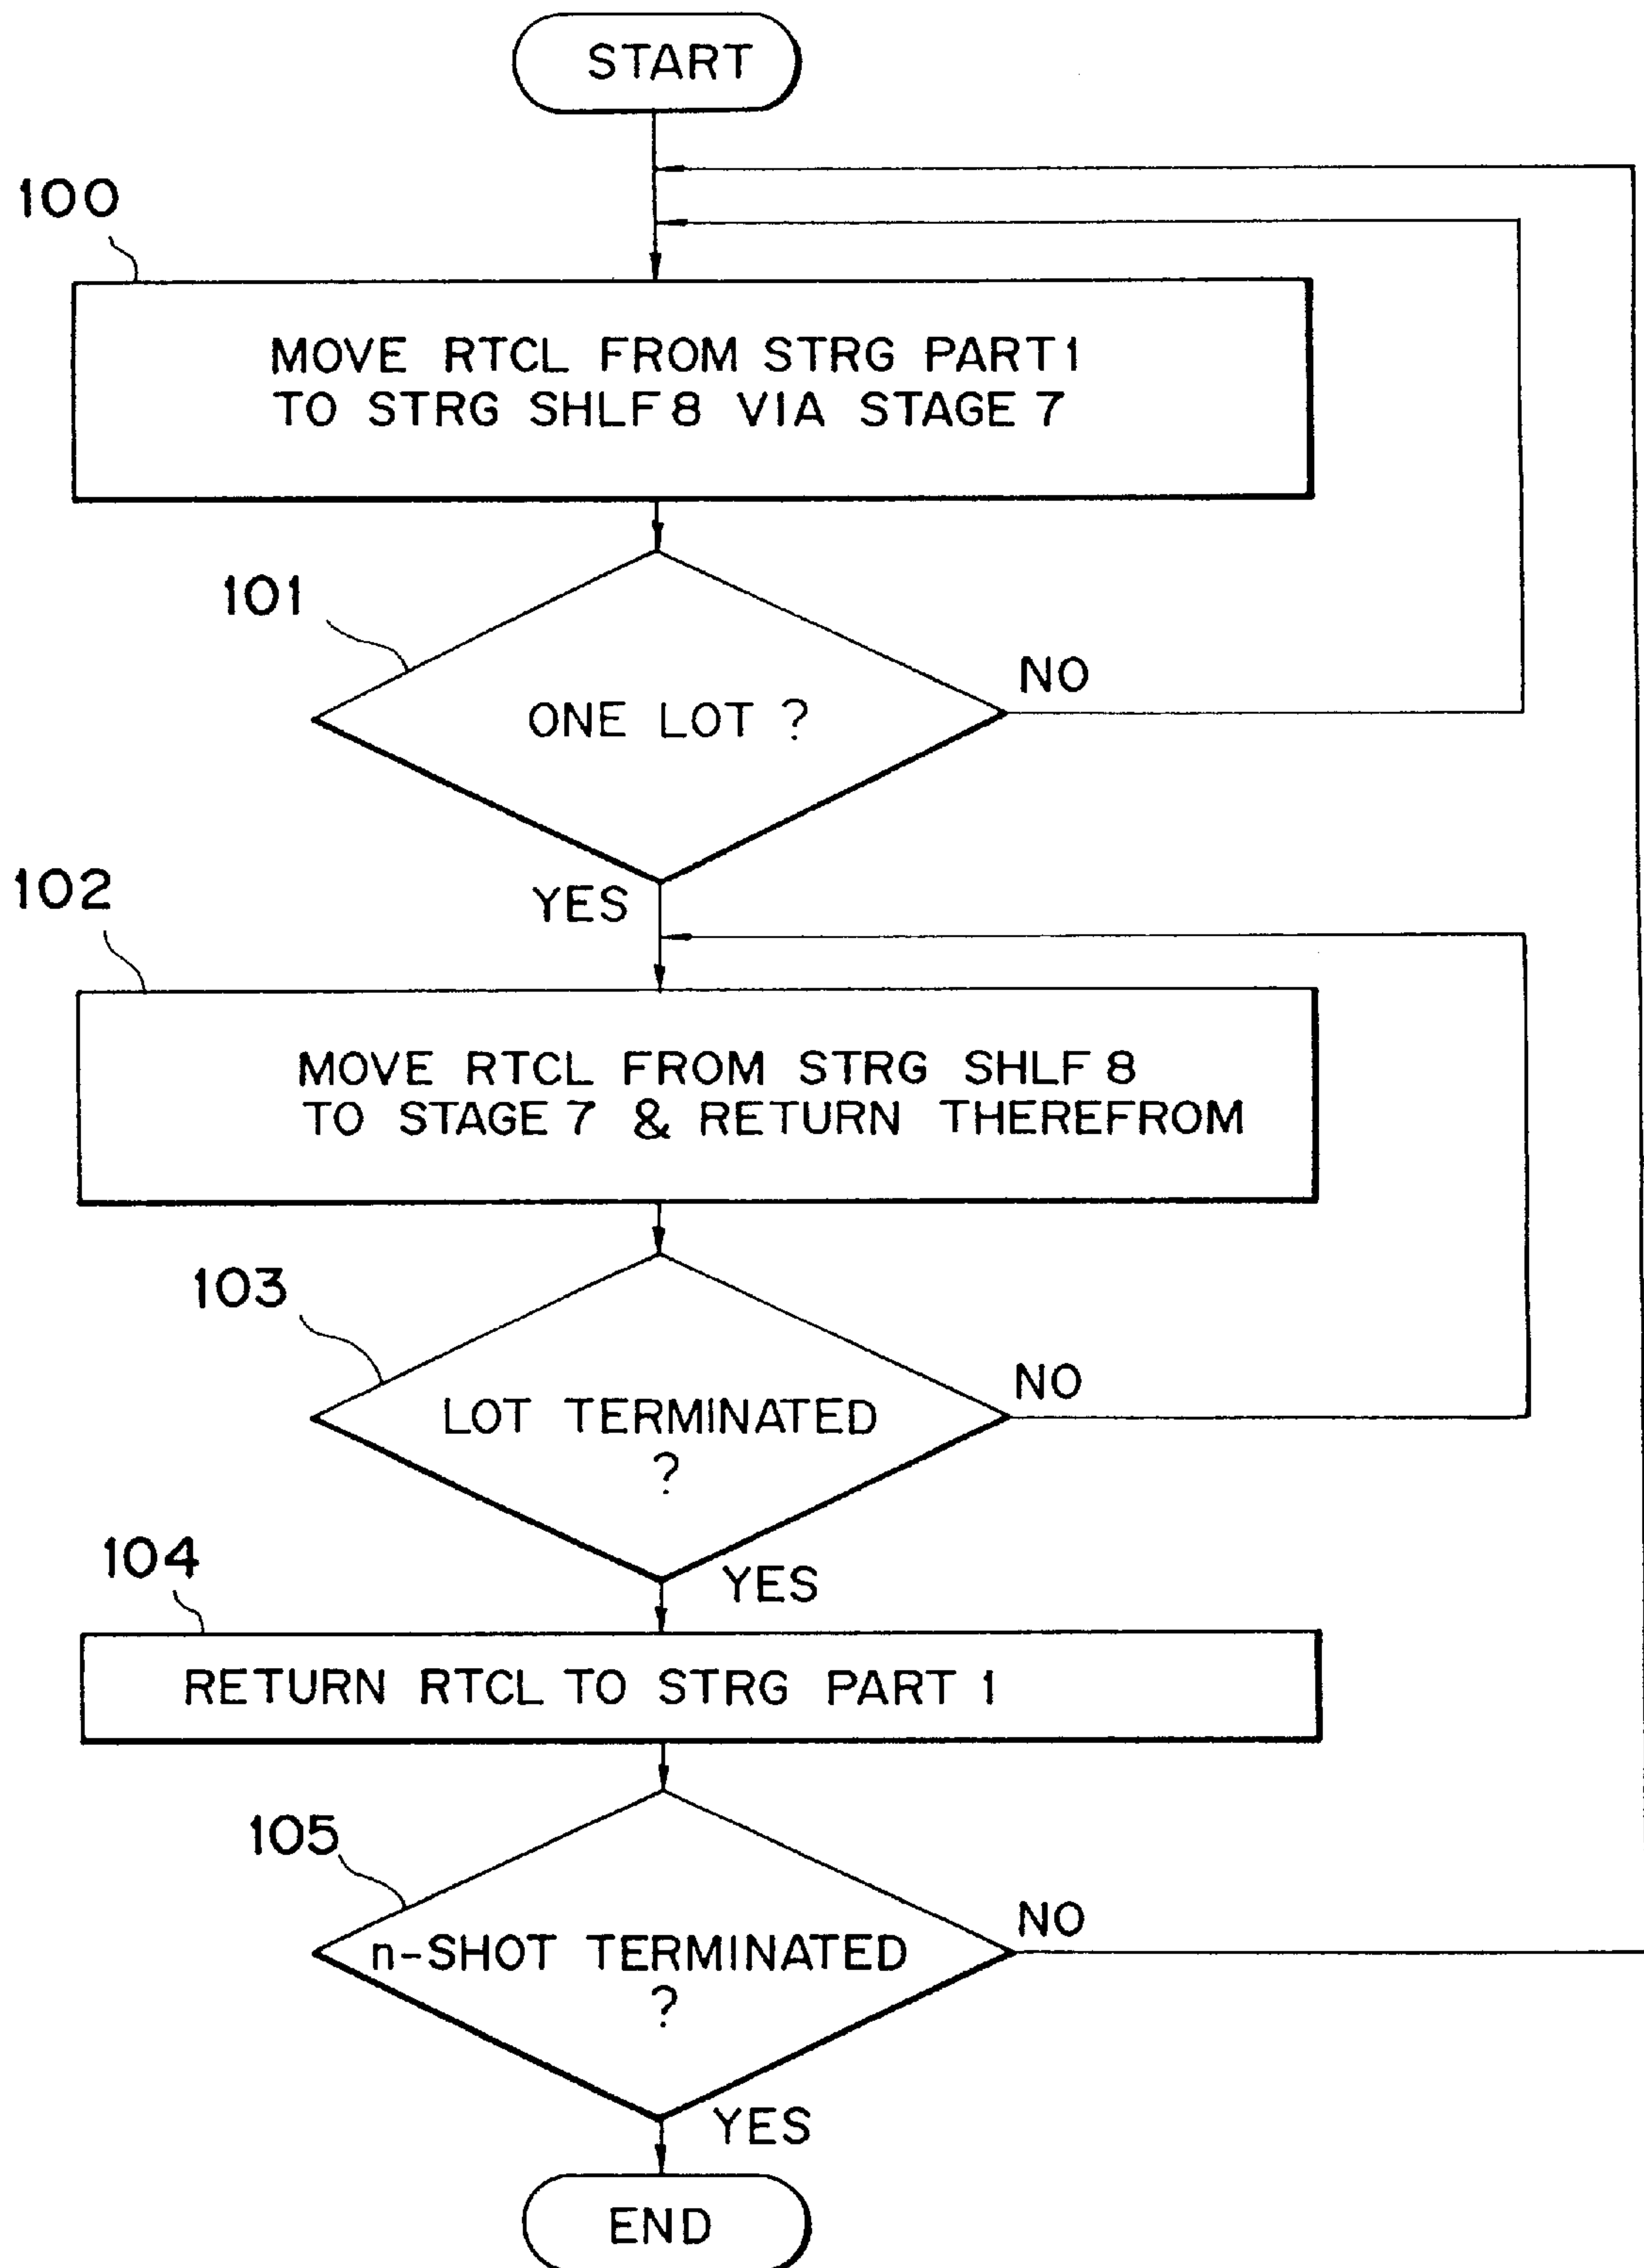 START
100
MOVE RTCL FROM STRG PART 1
TO STRG SHLF 8 VIA STAGE 7
101
ONE LOT ?
NO
YES
102
MOVE RTCL FROM STRG SHLF 8
TO STAGE 7 & RETURN THEREFROM
103
LOT TERMINATED
?
NO
YES
104
RETURN RTCL TO STRG PART 1
105
n-SHOT TERMINATED
?
NO
YES
END